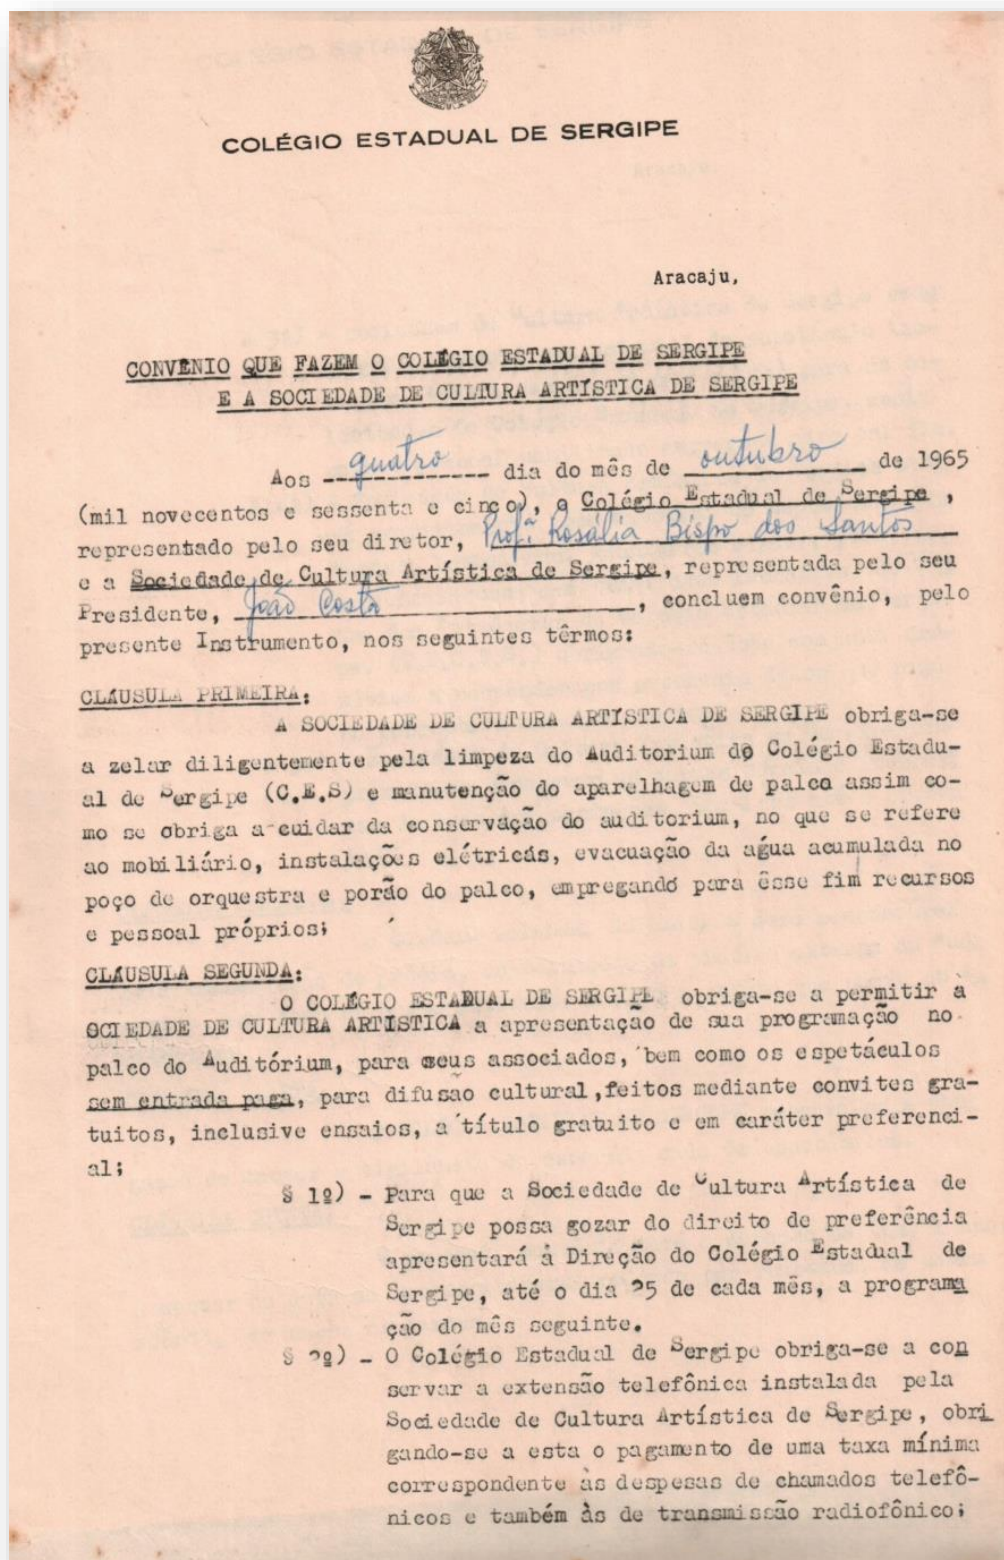 COLÉGIO ESTADUAL DE SERGIPE
Aracaju,
CONVÊNIO QUE FAZEM O COLÉGIO ESTADUAL DE SERGIPE
E A SOCIEDADE DE CULTURA ARTÍSTICA DE SERGIPE
Aos quatro dia do mês de outubro de 1965
(mil novecentos e sessenta e cinco), o Colégio Estadual de Sergipe,
representado pelo seu diretor, Profª Rosália Bispo dos Santos
e a Sociedade de Cultura Artística de Sergipe, representada pelo seu
Presidente, João Costa, concluem convênio, pelo
presente Instrumento, nos seguintes têrmos:
CLÁUSULA PRIMEIRA:
A SOCIEDADE DE CULTURA ARTÍSTICA DE SERGIPE obriga-se
a zelar diligentemente pela limpeza do Auditorium do Colégio Estadu-
al de Sergipe (C.E.S) e manutenção do aparelhagem de palco assim co-
mo se obriga a cuidar da conservação do auditorium, no que se refere
ao mobiliário, instalações elétricas, evacuação da água acumulada no
poço de orquestra e porão do palco, empregando para êsse fim recursos
e pessoal próprios;
CLÁUSULA SEGUNDA:
O COLÉGIO ESTADUAL DE SERGIPE obriga-se a permitir à
OCIEDADE DE CULTURA ARTISTICA a apresentação de sua programação no
palco do Auditórium, para seus associados, bem como os espetáculos
sem entrada paga, para difusão cultural, feitos mediante convites gra-
tuitos, inclusive ensaios, a título gratuito e em caráter preferenci-
al;
§ 1º) - Para que a Sociedade de Cultura Artística de
Sergipe possa gozar do direito de preferência
apresentará à Direção do Colégio Estadual de
Sergipe, até o dia 25 de cada mês, a programa
ção do mês seguinte.
§ 2º) - O Colégio Estadual de Sergipe obriga-se a con
servar a extensão telefônica instalada pela
Sociedade de Cultura Artística de Sergipe, obri
gando-se a esta o pagamento de uma taxa mínima
correspondente às despesas de chamados telefô-
nicos e também às de transmissão radiofônico;